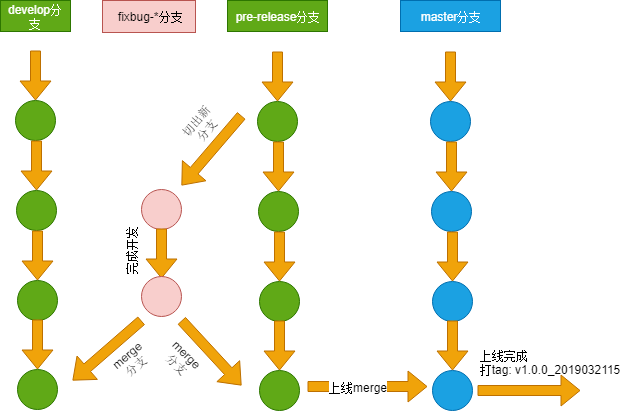 develop分
支
fixbug-*分支
pre-release分支
master分支
切出新
分支
完成开发
merge
分支
merge
分支
上线merge
上线完成
打tag: v1.0.0_2019032115